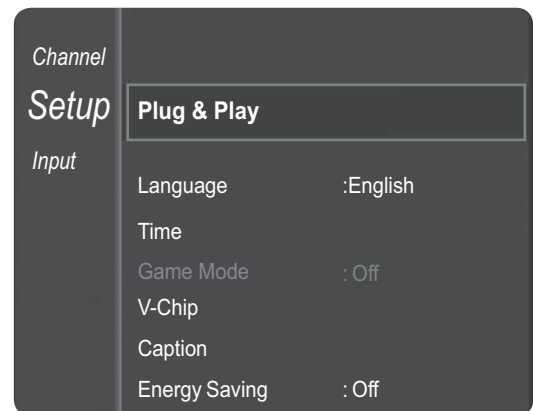 Channel
Setup
Input
Plug & Play
Language :English
Time
Game Mode : Off
V-Chip
Caption
Energy Saving : Off